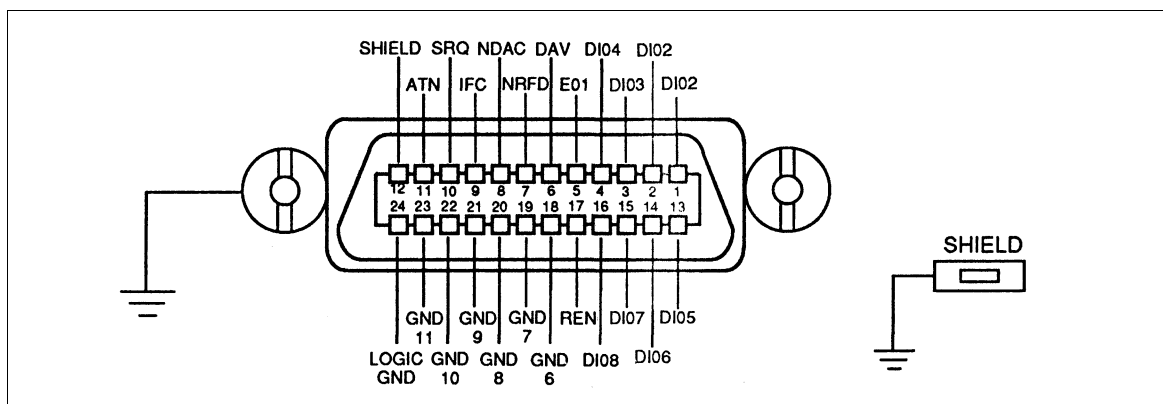 SHIELD SRQ NDAC DAV DI04 DI02
ATN IFC NRFD E01 DI03 DI02
12 11 10 9 8 7 6 5 4 3 2 1
24 23 22 21 20 19 18 17 16 15 14 13
SHIELD
GND 11 GND 9 GND 7 REN DI07 DI05
LOGIC GND GND 10 GND 8 GND 6 DI08 DI06